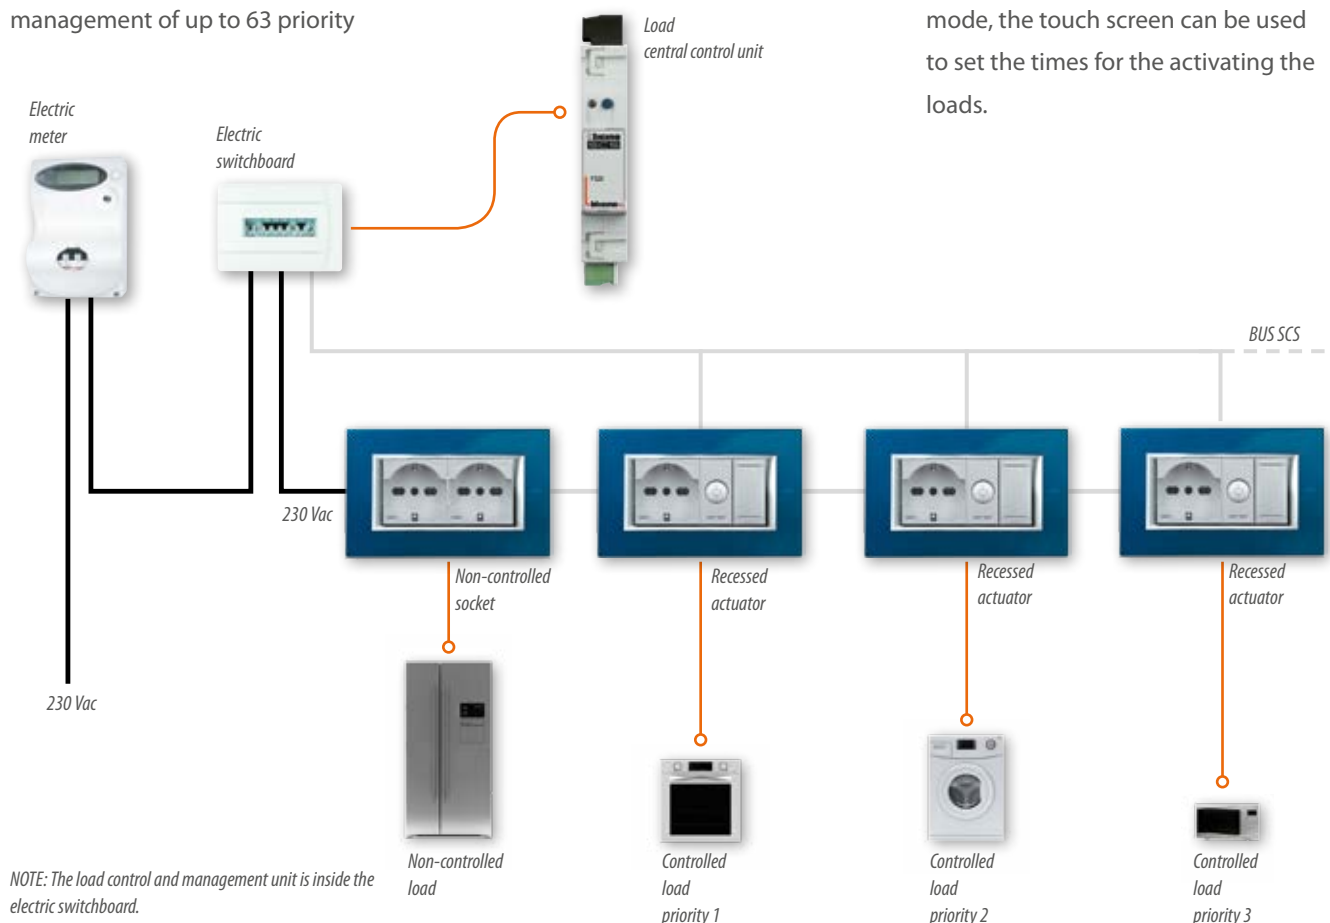 management of up to 63 priority
mode, the touch screen can be used
to set the times for the activating the
loads.
Load
central control unit
Electric
meter
Electric
switchboard
BUS SCS
230 Vac
Non-controlled
socket
Recessed
actuator
Recessed
actuator
Recessed
actuator
230 Vac
Non-controlled
load
Controlled
load
priority 1
Controlled
load
priority 2
Controlled
load
priority 3
NOTE: The load control and management unit is inside the
electric switchboard.